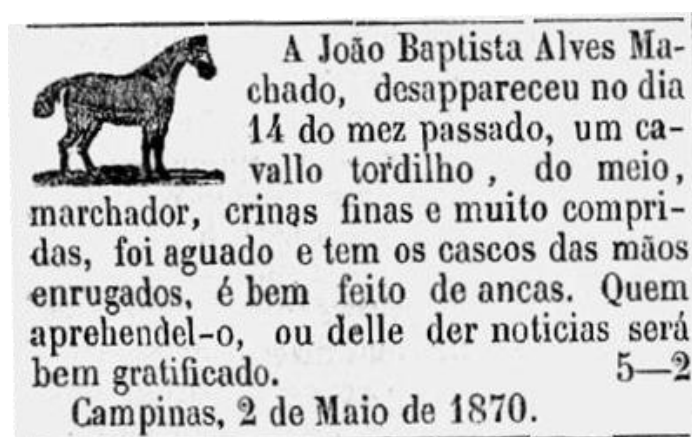 A João Baptista Alves Ma-
chado, desappareceu no dia
14 do mez passado, um ca-
vallo tordilho, do meio,
marchador, crinas finas e muito compri-
das, foi aguado e tem os cascos das mãos
enrugados, é bem feito de ancas. Quem
aprehendel-o, ou delle der noticias será
bem gratificado. 5—2
Campinas, 2 de Maio de 1870.